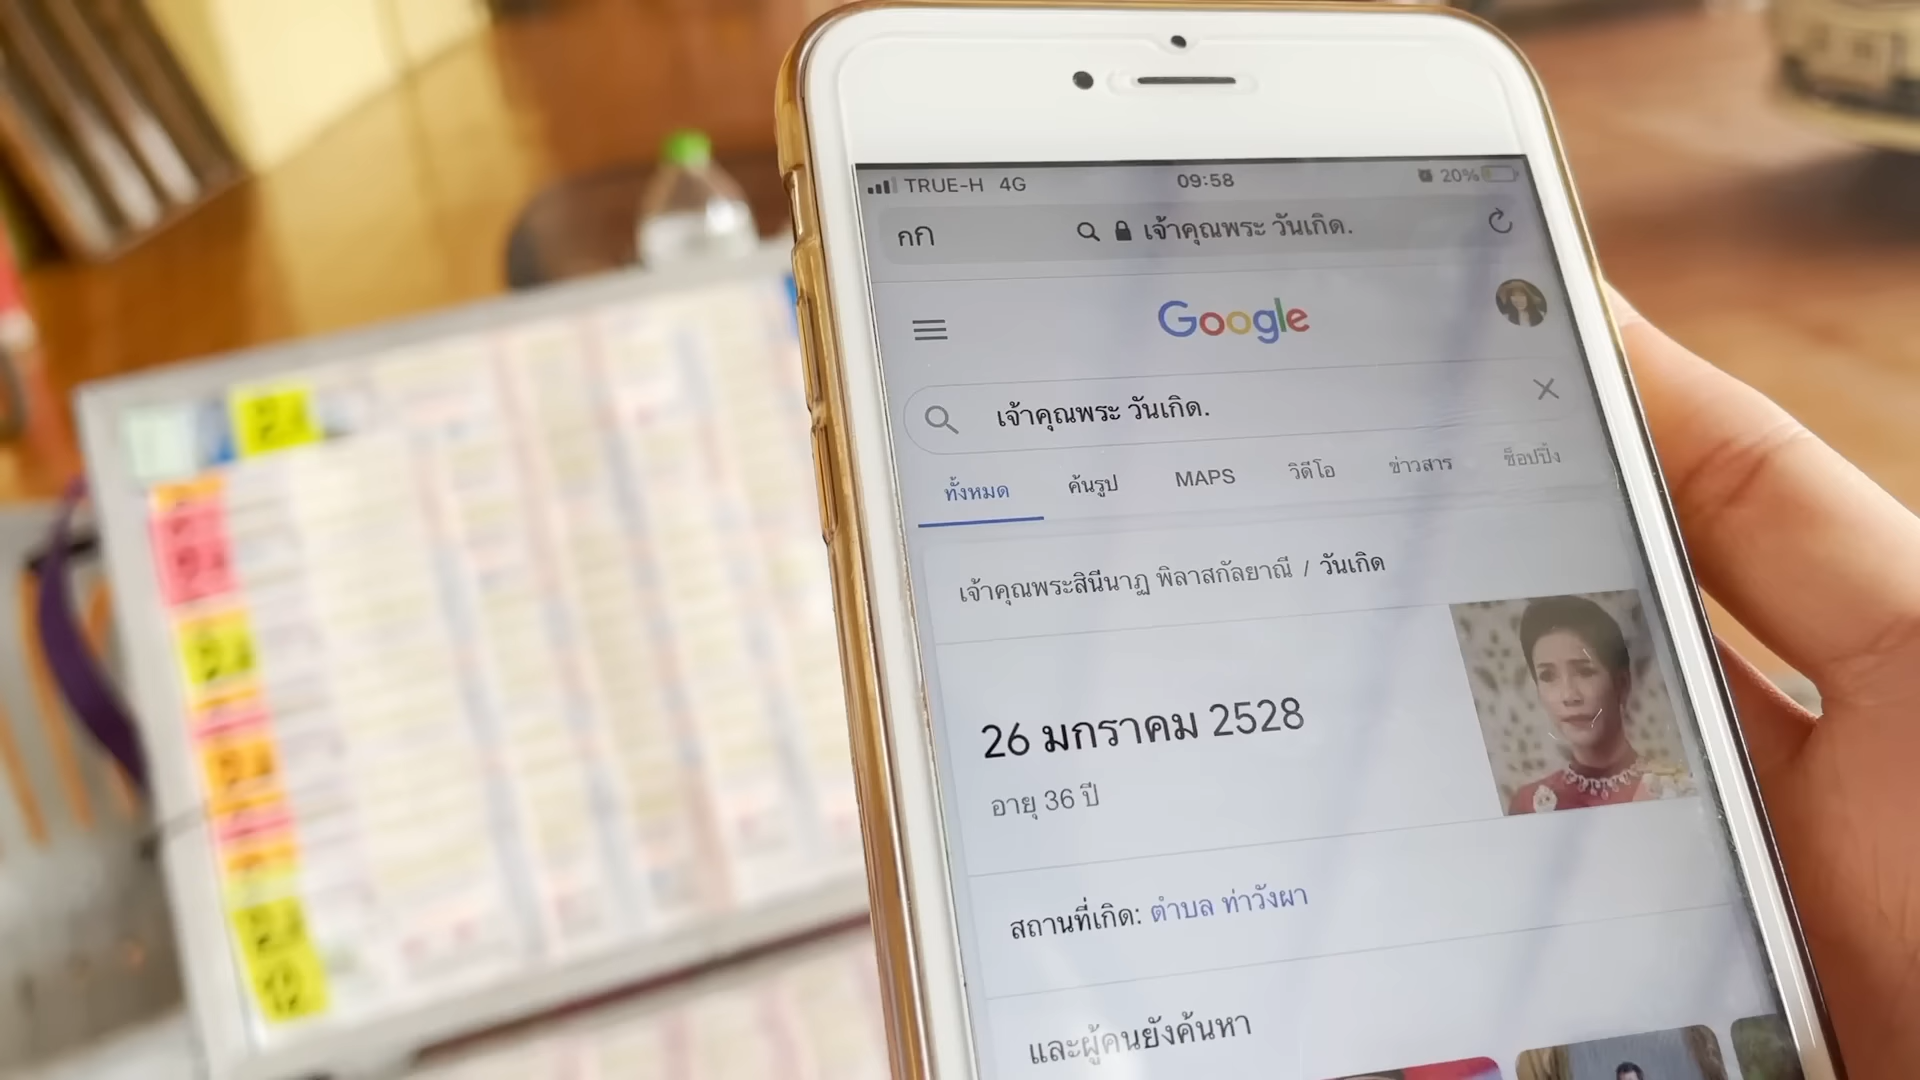 TRUE-H 4G 09:58 20%
กก เจ้าคุณพระ วันเกิด.
Google
เจ้าคุณพระ วันเกิด.
ทั้งหมด ค้นรูป MAPS วิดีโอ ข่าวสาร ช็อปปิ้ง
เจ้าคุณพระสินีนาฏ พิลาสกัลยาณี / วันเกิด
26 มกราคม 2528
อายุ 36 ปี
สถานที่เกิด: ตำบล ท่าวังผา
และผู้คนยังค้นหา